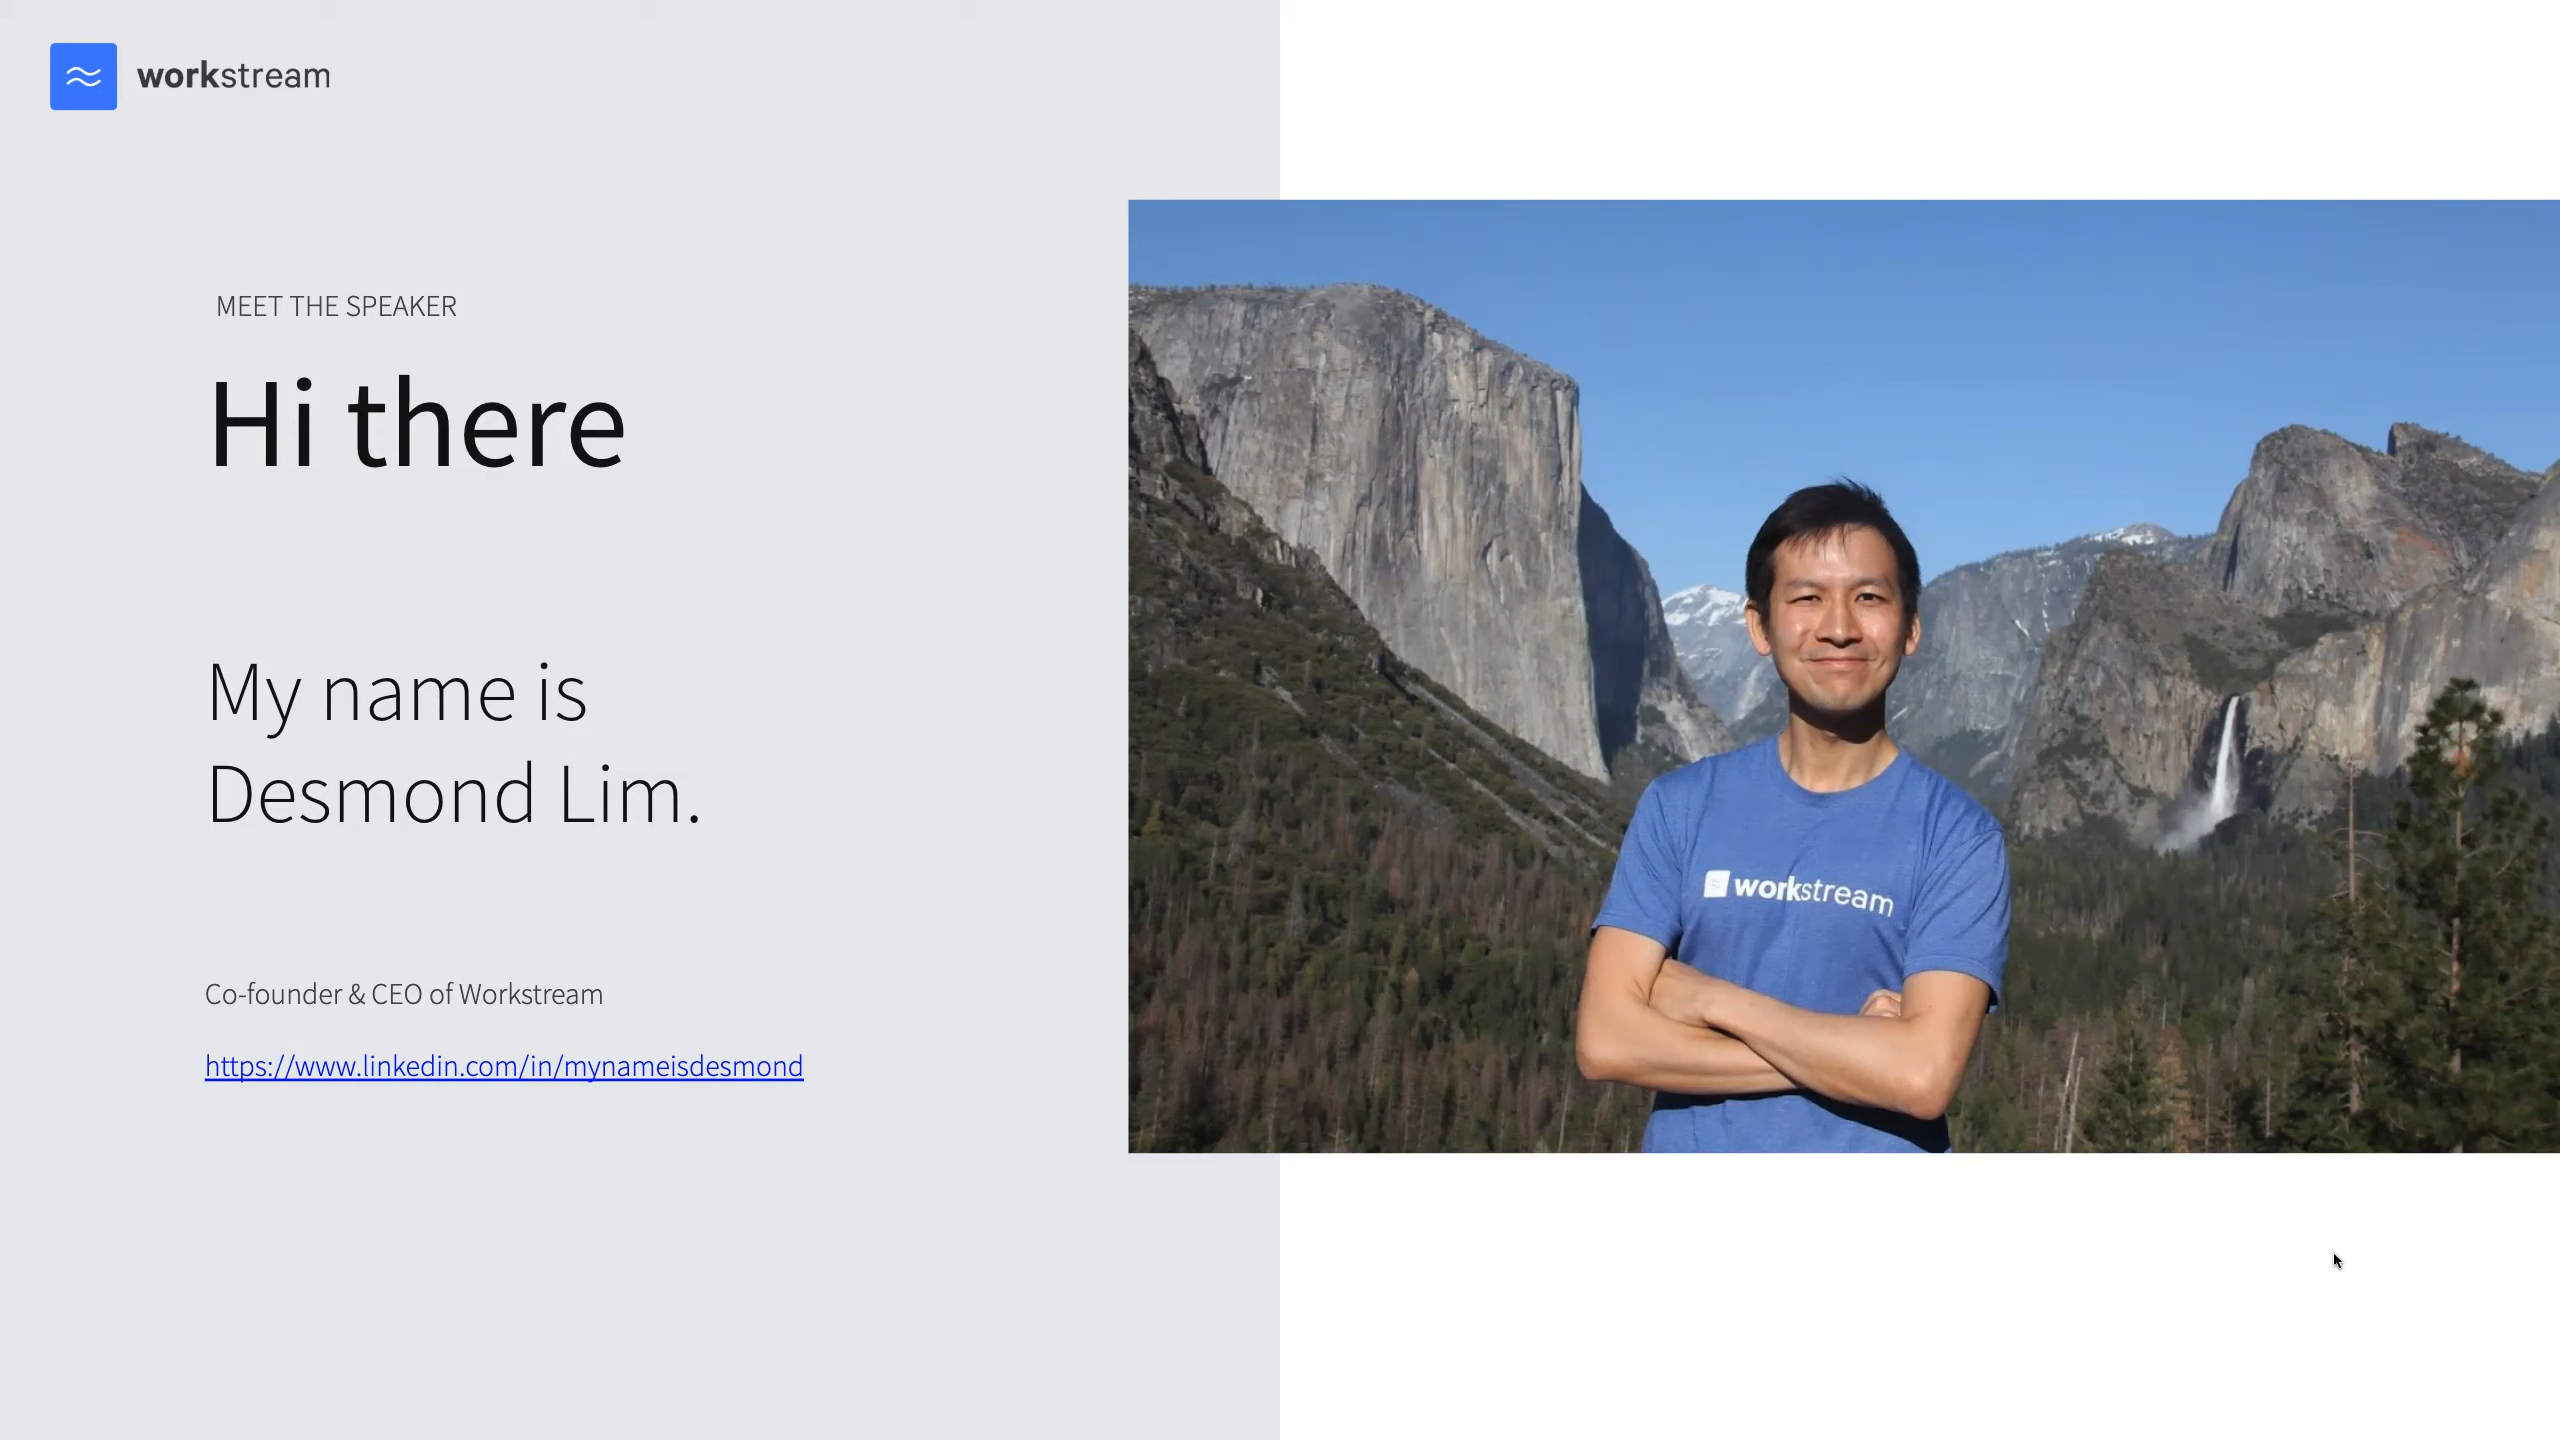 workstream
MEET THE SPEAKER
Hi there
My name is
Desmond Lim.
Co-founder & CEO of Workstream
https://www.linkedin.com/in/mynameisdesmond
workstream